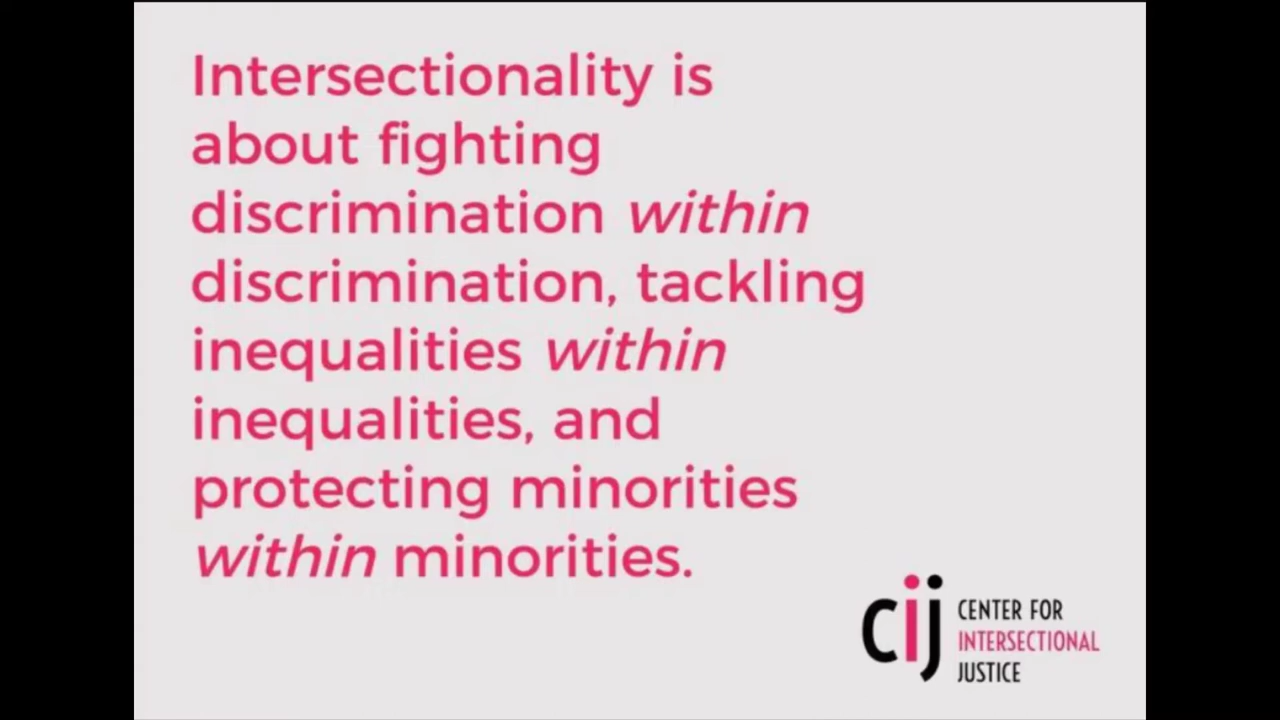 Intersectionality is
about fighting
discrimination within
discrimination, tackling
inequalities within
inequalities, and
protecting minorities
within minorities.
cij
CENTER FOR
INTERSECTIONAL
JUSTICE